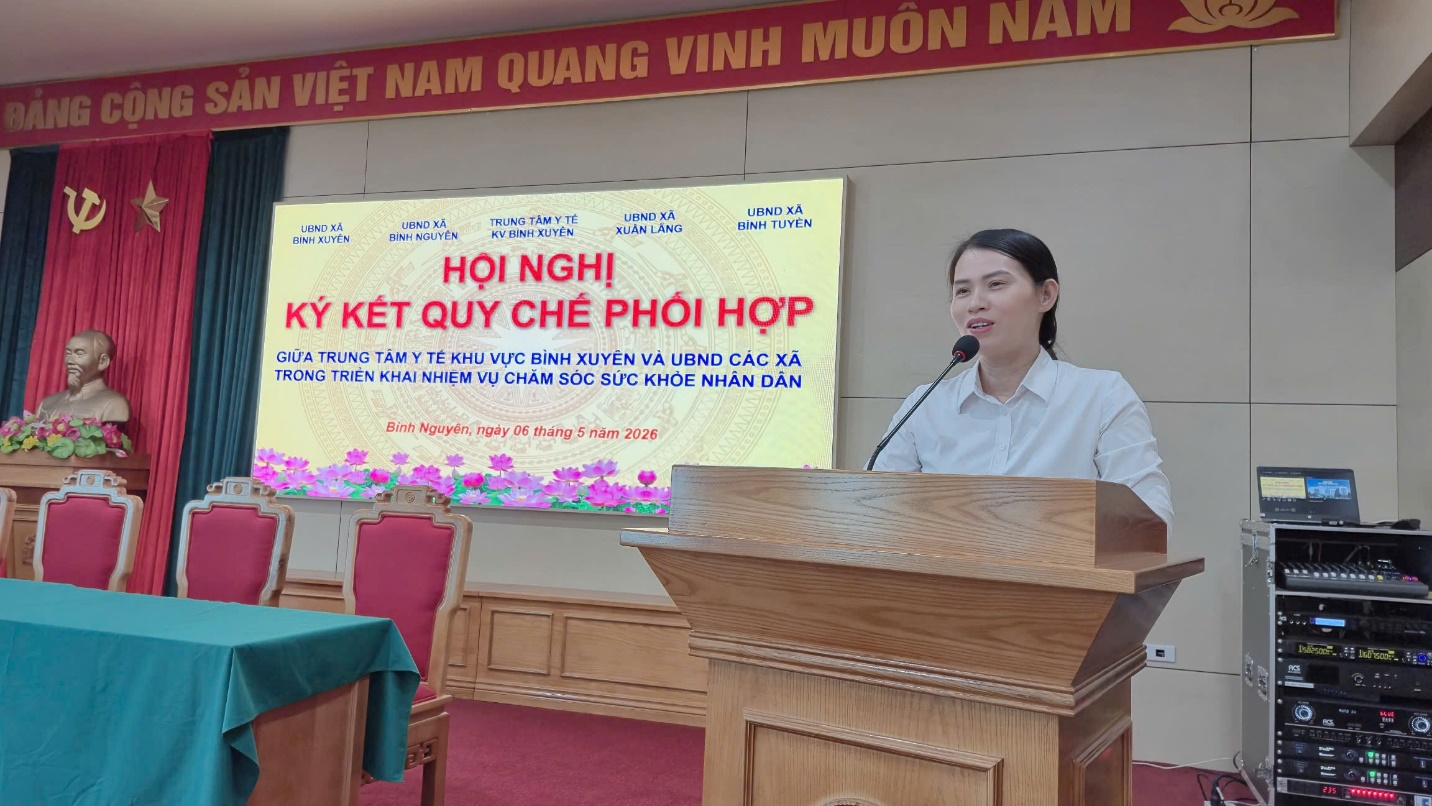 ĐẢNG CỘNG SẢN VIỆT NAM QUANG VINH MUÔN NĂM
UBND XÃ
BÌNH XUYÊN
UBND XÃ
BÌNH NGUYÊN
TRUNG TÂM Y TẾ
KV BÌNH XUYÊN
UBND XÃ
XUÂN LÃNG
UBND XÃ
BÌNH TUYỀN
HỘI NGHỊ
KÝ KẾT QUY CHẾ PHỐI HỢP
GIỮA TRUNG TÂM Y TẾ KHU VỰC BÌNH XUYÊN VÀ UBND CÁC XÃ
TRONG TRIỂN KHAI NHIỆM VỤ CHĂM SÓC SỨC KHỎE NHÂN DÂN
Bình Nguyên, ngày 06 tháng 5 năm 2026